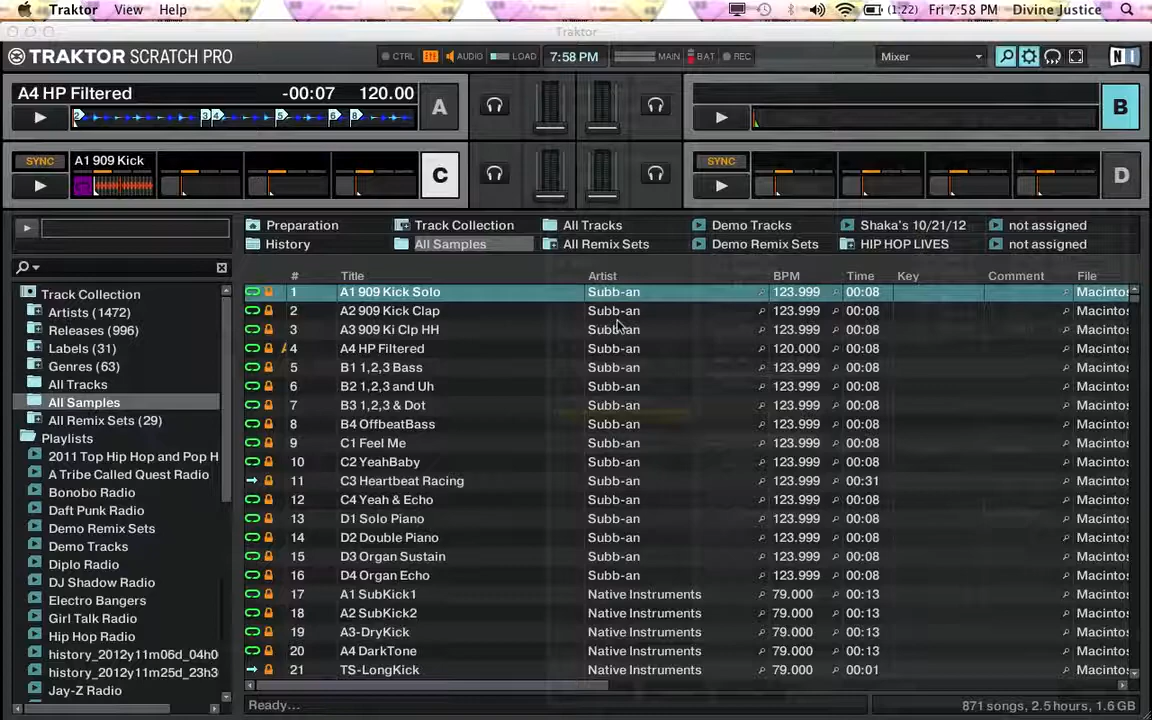 Traktor View Help (1:22) Fri 7:58 PM Divine Justice
Traktor
TRAKTOR SCRATCH PRO CTRL AUDIO LOAD 7:58 PM MAIN BAT REC Mixer NI
A4 HP Filtered -00:07 120.00 A B
2 3 4 5 6 8
SYNC A1 909 Kick C SYNC D
Preparation Track Collection All Tracks Demo Tracks Shaka's 10/21/12 not assigned
History All Samples All Remix Sets Demo Remix Sets HIP HOP LIVES not assigned
# Title Artist BPM Time Key Comment File
Track Collection
Artists (1472)
Releases (996)
Labels (31)
Genres (63)
All Tracks
All Samples
All Remix Sets (29)
Playlists
2011 Top Hip Hop and Pop H
A Tribe Called Quest Radio
Bonobo Radio
Daft Punk Radio
Demo Remix Sets
Demo Tracks
Diplo Radio
DJ Shadow Radio
Electro Bangers
Girl Talk Radio
Hip Hop Radio
history_2012y11m06d_04h0
history_2012y11m25d_23h3
Jay-Z Radio
1 A1 909 Kick Solo Subb-an 123.999 00:08 Macintos
2 A2 909 Kick Clap Subb-an 123.999 00:08 Macintos
3 A3 909 Ki Clp HH Subb-an 123.999 00:08 Macintos
4 A4 HP Filtered Subb-an 120.000 00:08 Macintos
5 B1 1,2,3 Bass Subb-an 123.999 00:08 Macintos
6 B2 1,2,3 and Uh Subb-an 123.999 00:08 Macintos
7 B3 1,2,3 & Dot Subb-an 123.999 00:08 Macintos
8 B4 OffbeatBass Subb-an 123.999 00:08 Macintos
9 C1 Feel Me Subb-an 123.999 00:08 Macintos
10 C2 YeahBaby Subb-an 123.999 00:08 Macintos
11 C3 Heartbeat Racing Subb-an 123.999 00:31 Macintos
12 C4 Yeah & Echo Subb-an 123.999 00:08 Macintos
13 D1 Solo Piano Subb-an 123.999 00:08 Macintos
14 D2 Double Piano Subb-an 123.999 00:08 Macintos
15 D3 Organ Sustain Subb-an 123.999 00:08 Macintos
16 D4 Organ Echo Subb-an 123.999 00:08 Macintos
17 A1 SubKick1 Native Instruments 79.000 00:13 Macintos
18 A2 SubKick2 Native Instruments 79.000 00:13 Macintos
19 A3-DryKick Native Instruments 79.000 00:13 Macintos
20 A4 DarkTone Native Instruments 79.000 00:13 Macintos
21 TS-LongKick Native Instruments 79.000 00:01 Macintos
Ready... 871 songs, 2.5 hours, 1.6 GB